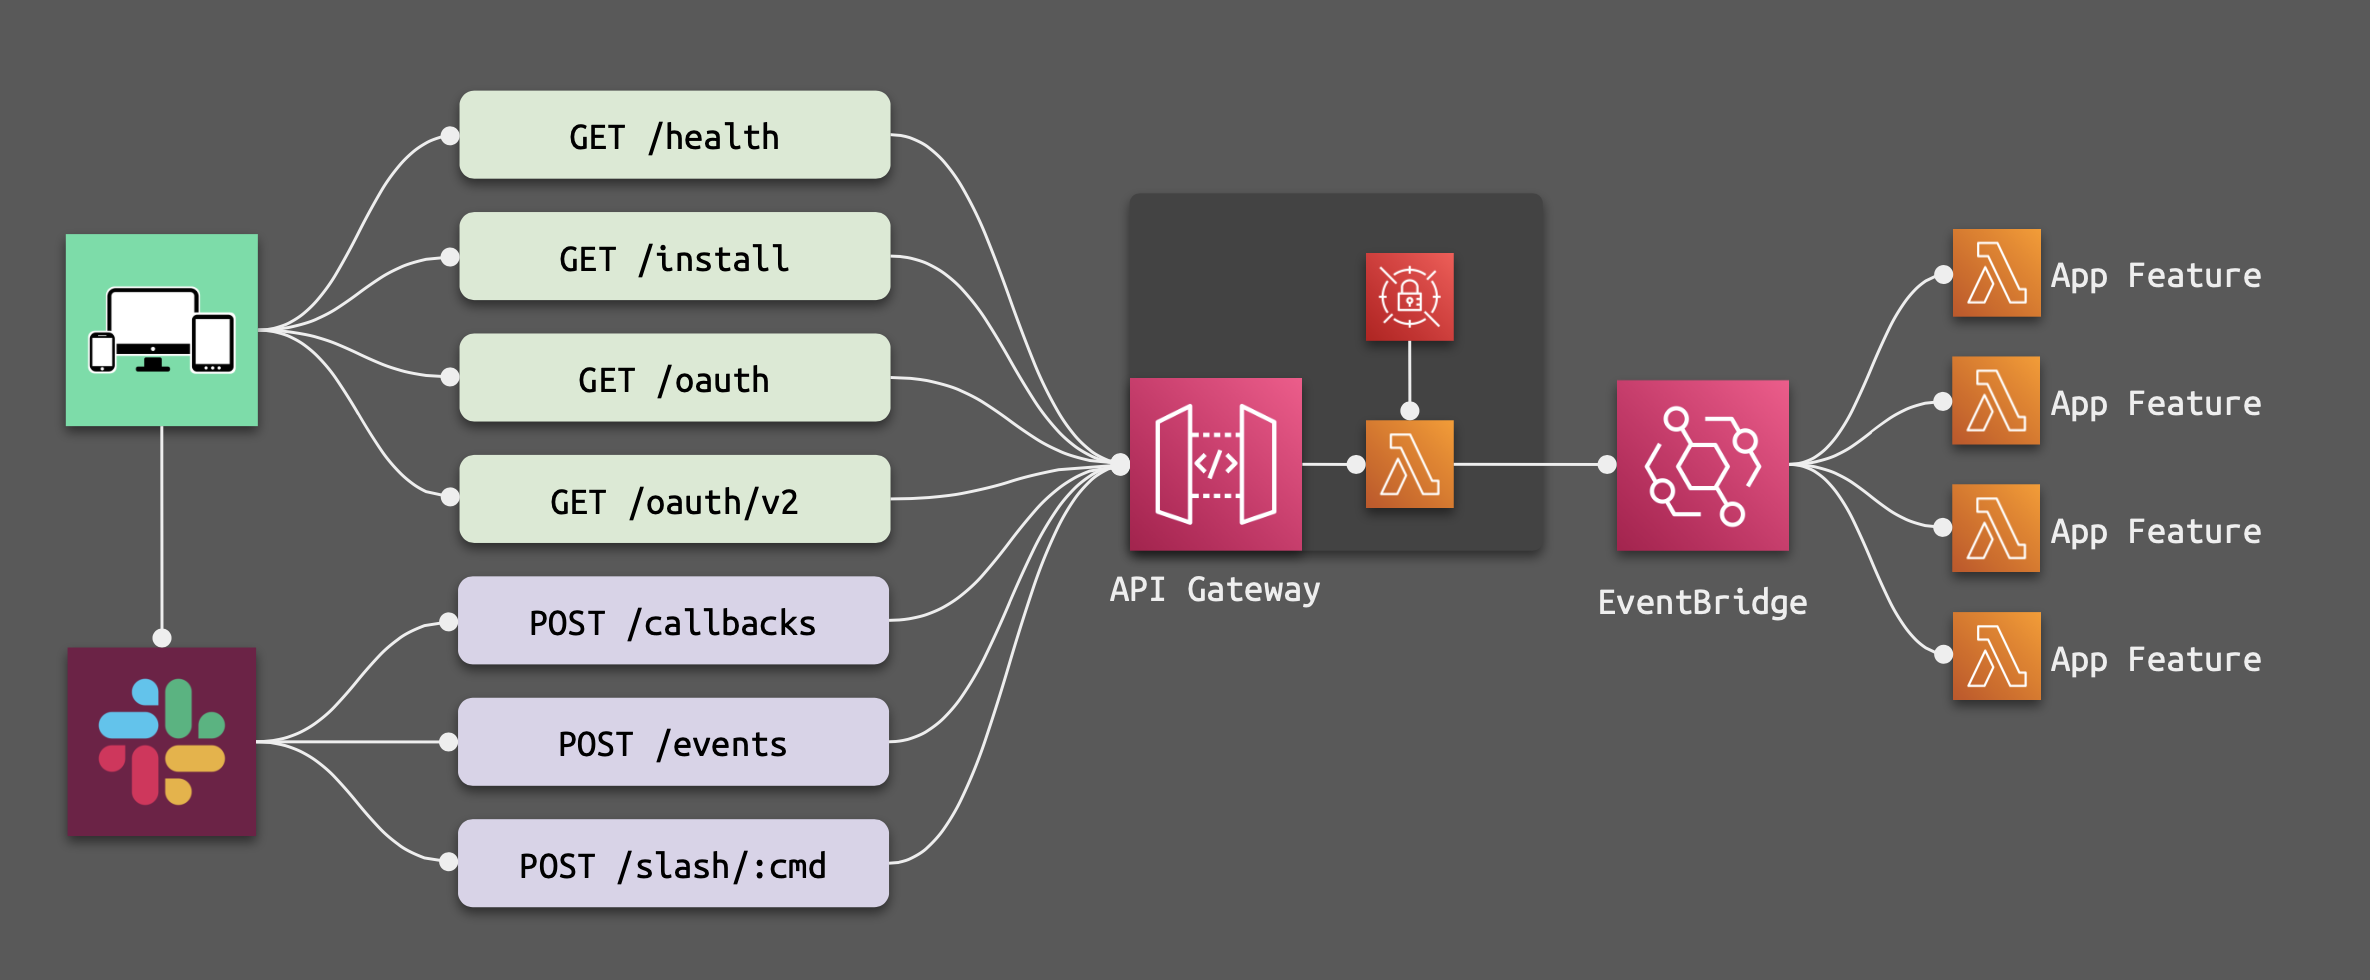 GET /health
GET /install
GET /oauth
GET /oauth/v2
POST /callbacks
POST /events
POST /slash/:cmd
API Gateway
EventBridge
App Feature
App Feature
App Feature
App Feature